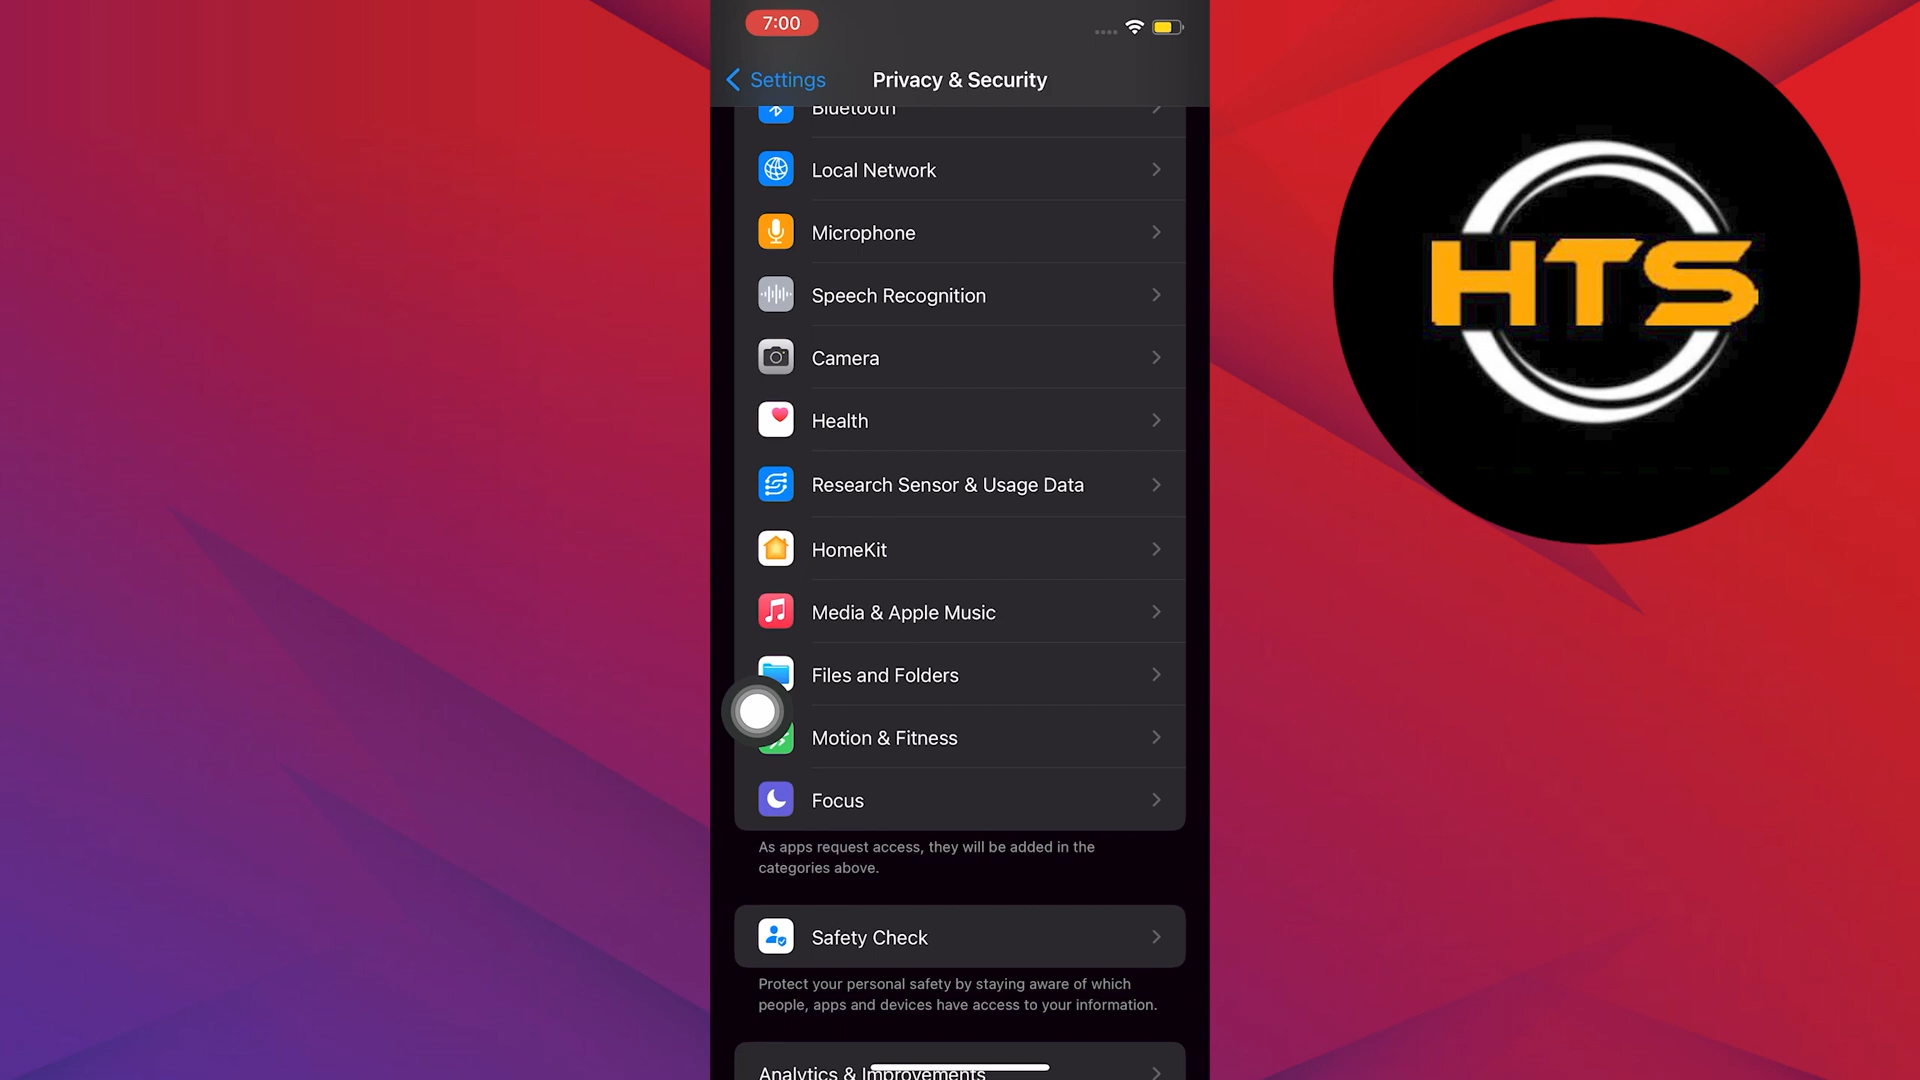 7:00
Settings
Privacy & Security
Bluetooth
Local Network
Microphone
Speech Recognition
Camera
Health
Research Sensor & Usage Data
HomeKit
Media & Apple Music
Files and Folders
Motion & Fitness
Focus
As apps request access, they will be added in the
categories above.
Safety Check
Protect your personal safety by staying aware of which
people, apps and devices have access to your information.
Analytics & Improvements
HTS